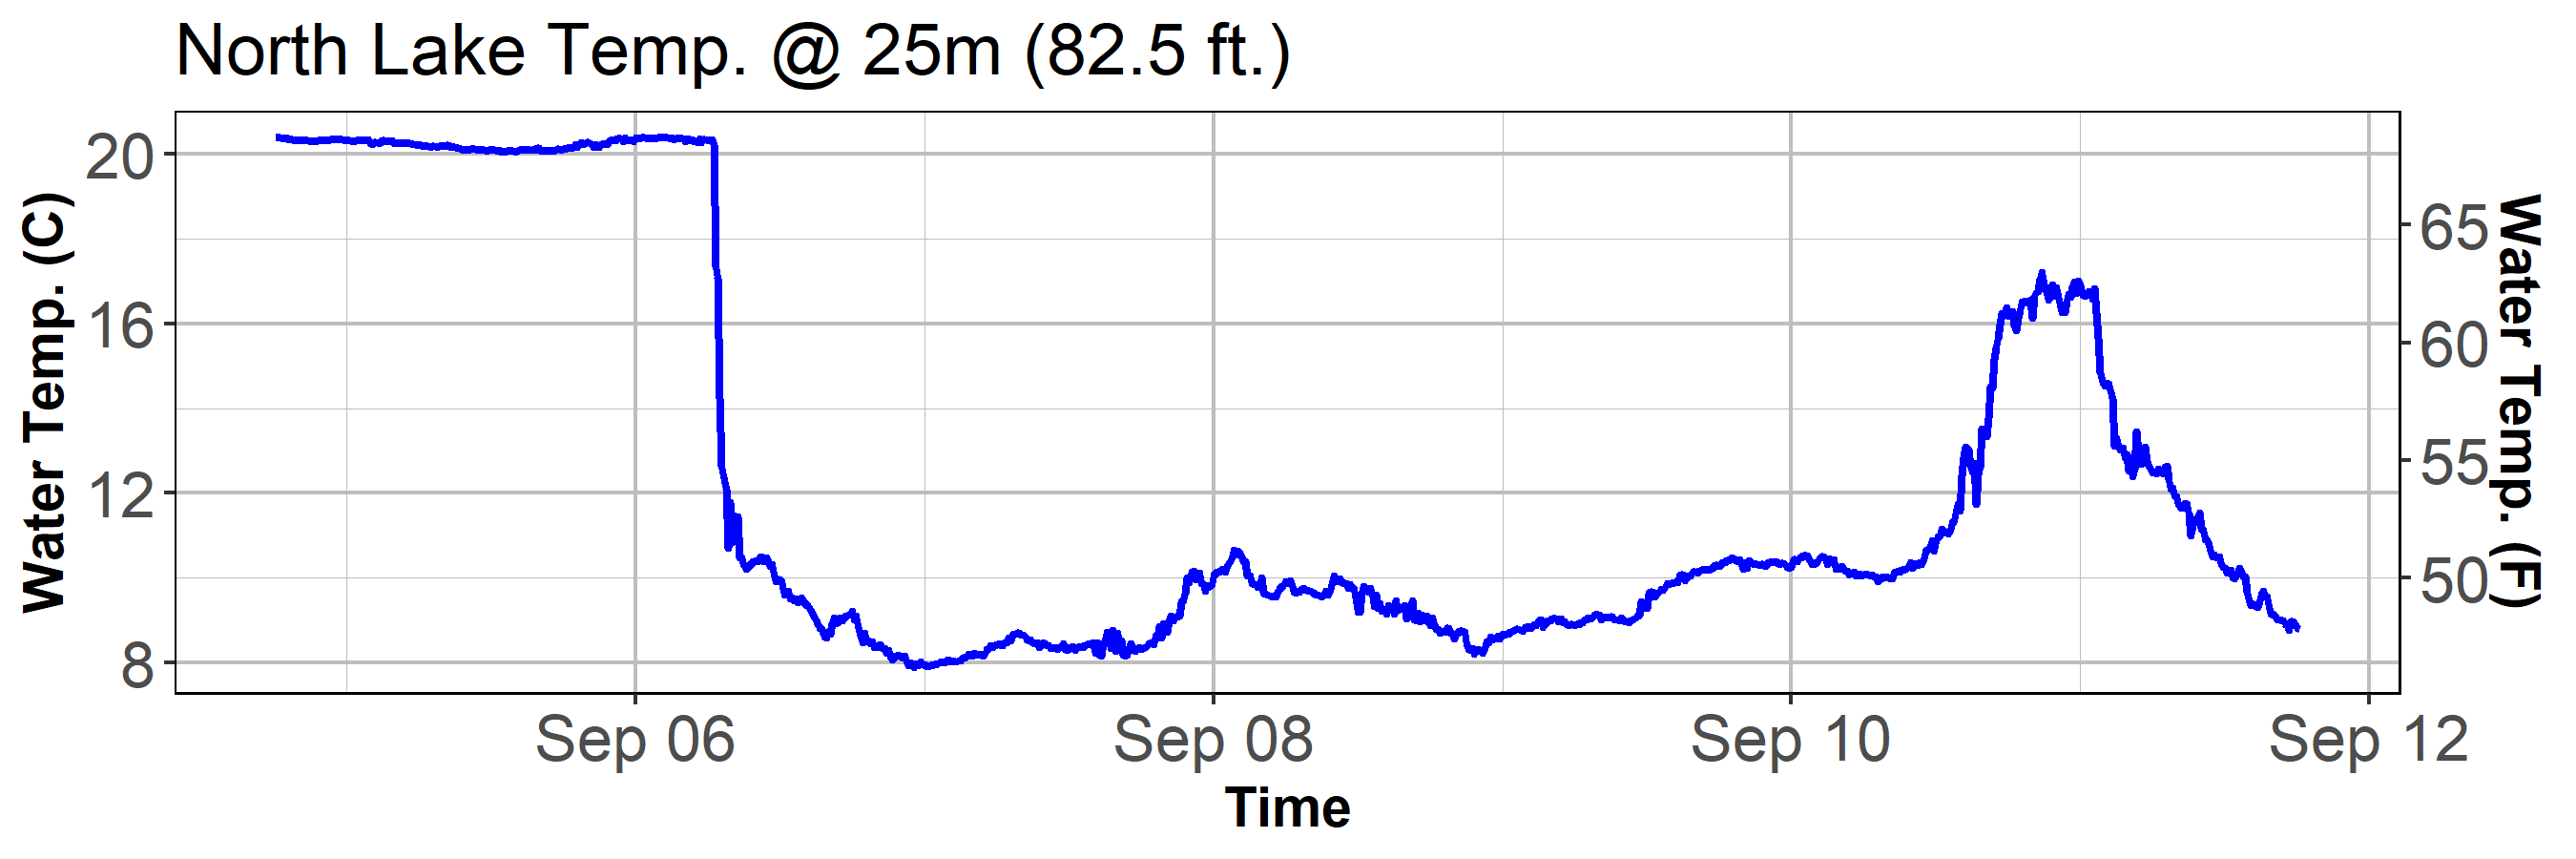 North Lake Temp. @ 25m (82.5 ft.)
Water Temp. (C)
20
16
12
8
65
60
55
50
Water Temp. (F)
Sep 06
Sep 08
Sep 10
Sep 12
Time